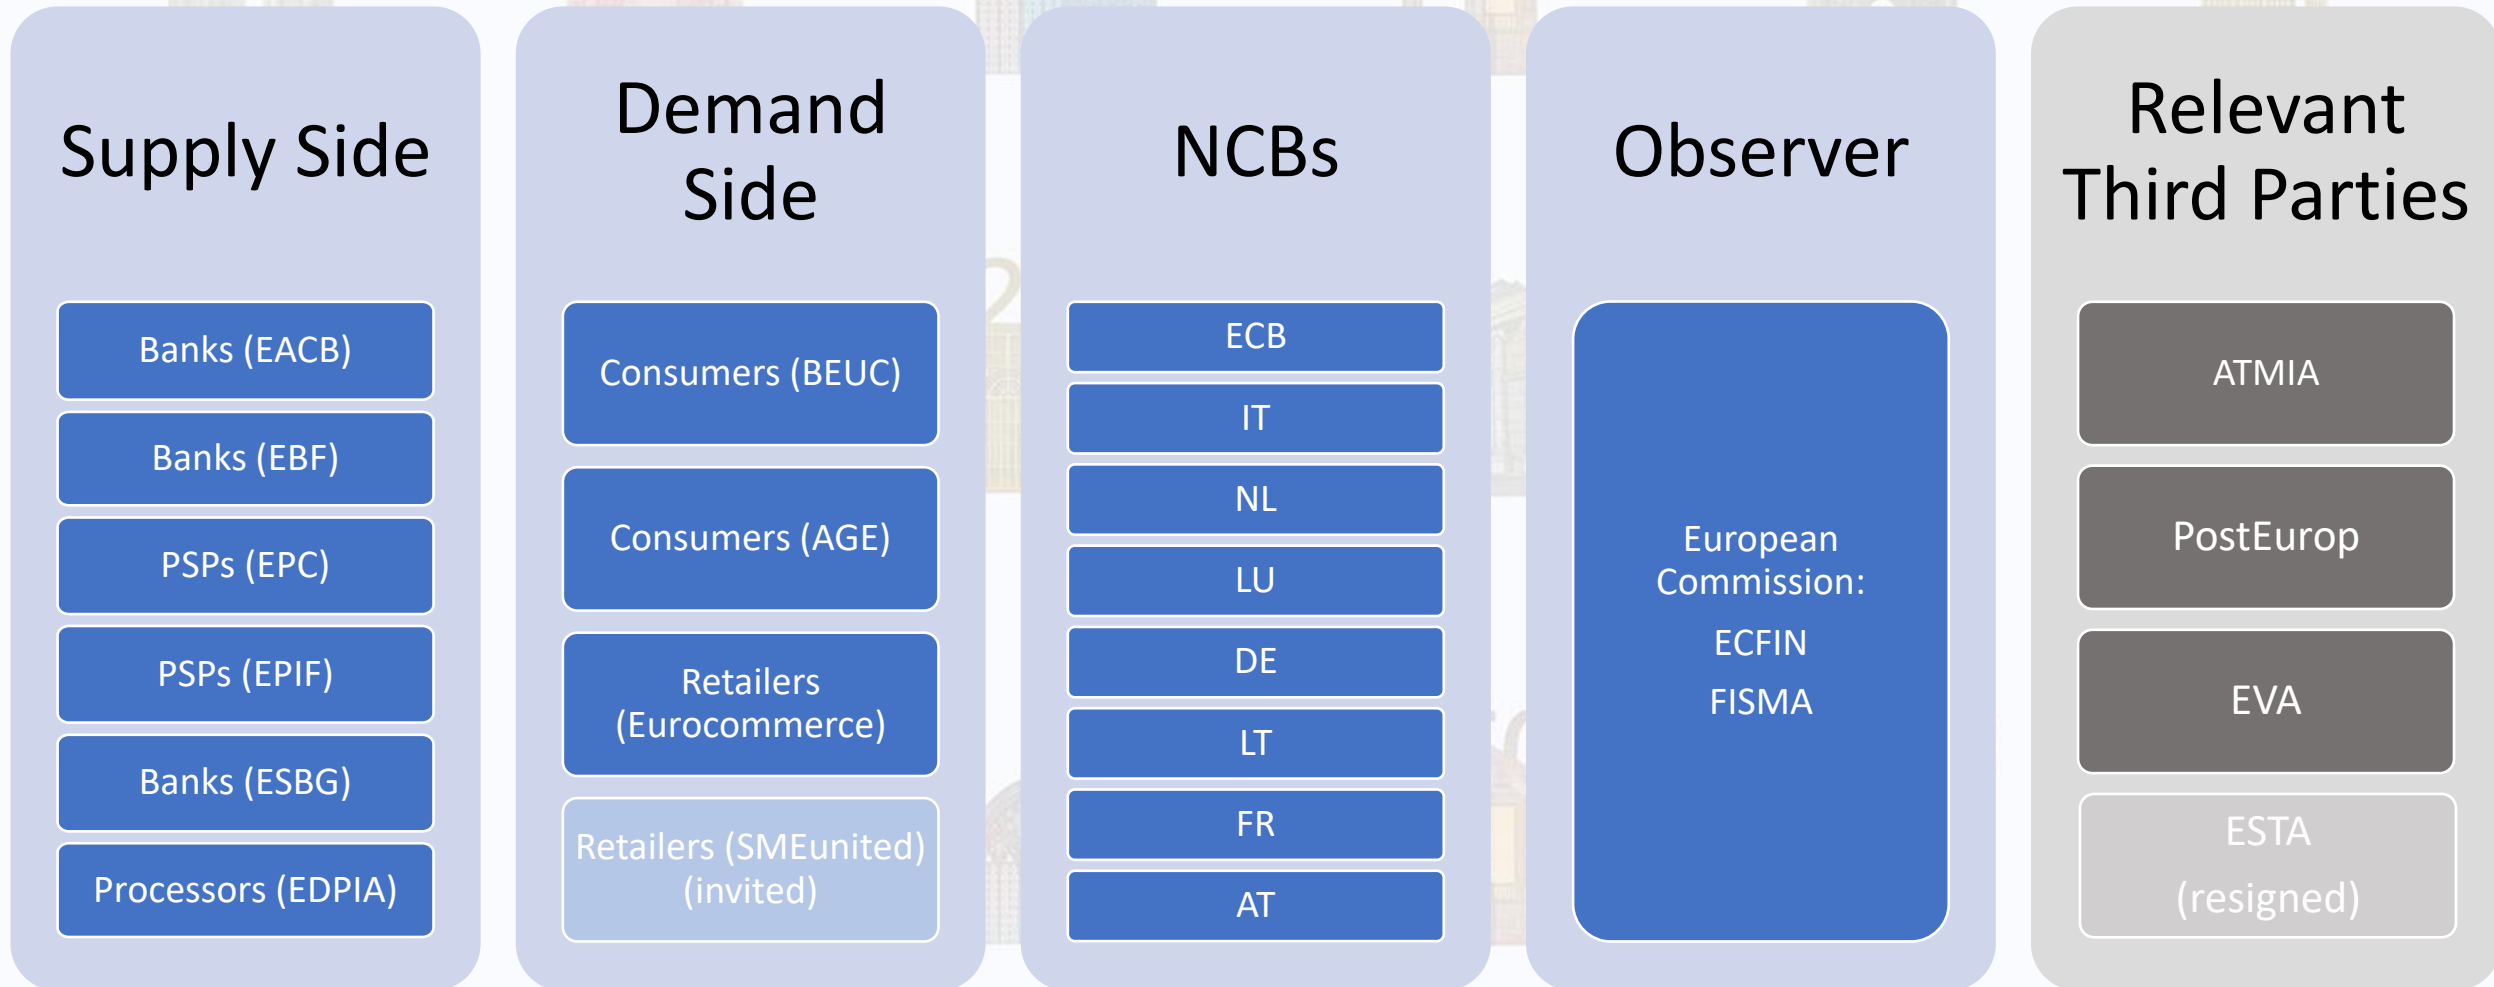 Supply Side
Banks (EACB)
Banks (EBF)
PSPs (EPC)
PSPs (EPIF)
Banks (ESBG)
Processors (EDPIA)
Demand
Side
Consumers (BEUC)
Consumers (AGE)
Retailers
(Eurocommerce)
Retailers (SMEunited)
(invited)
NCBs
ECB
IT
NL
LU
DE
LT
FR
AT
Observer
European
Commission:
ECFIN
FISMA
Relevant
Third Parties
ATMIA
PostEurop
EVA
ESTA
(resigned)